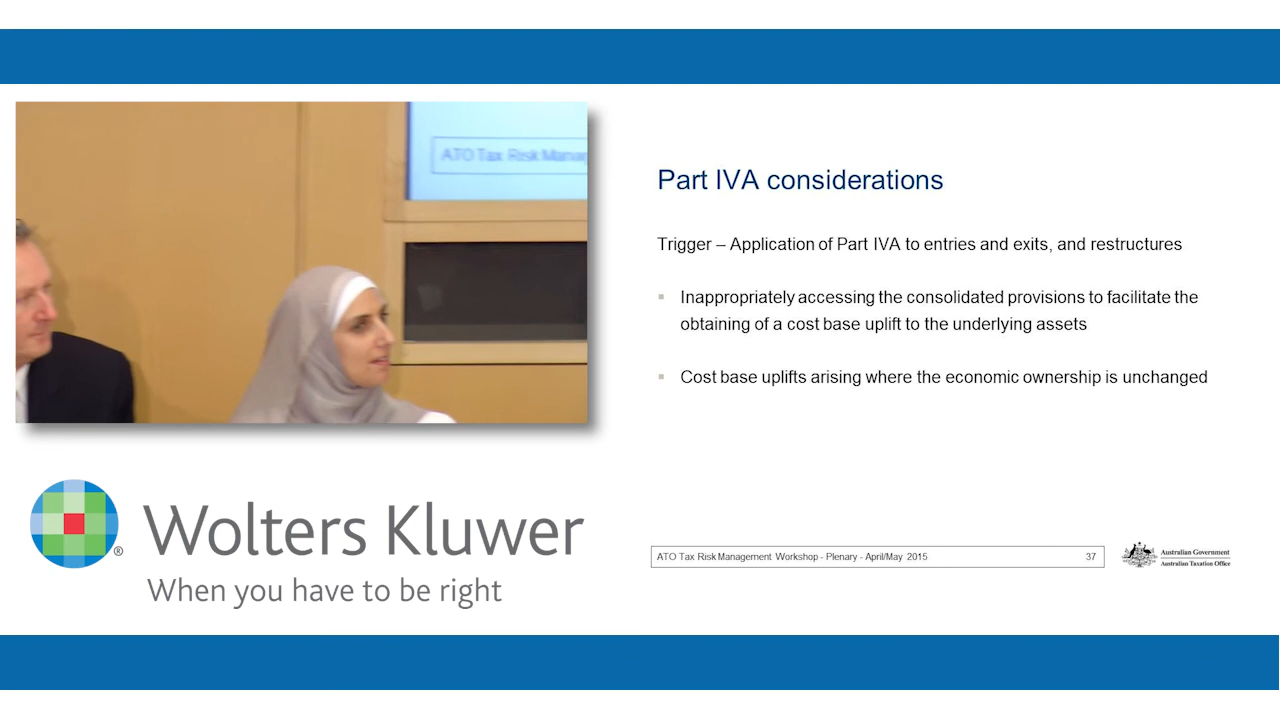 ATO Tax Risk Manag
Part IVA considerations
Trigger – Application of Part IVA to entries and exits, and restructures
Inappropriately accessing the consolidated provisions to facilitate the
obtaining of a cost base uplift to the underlying assets
Cost base uplifts arising where the economic ownership is unchanged
Wolters Kluwer
®
When you have to be right
ATO Tax Risk Management Workshop - Plenary - April/May 2015 37
Australian Government
Australian Taxation Office